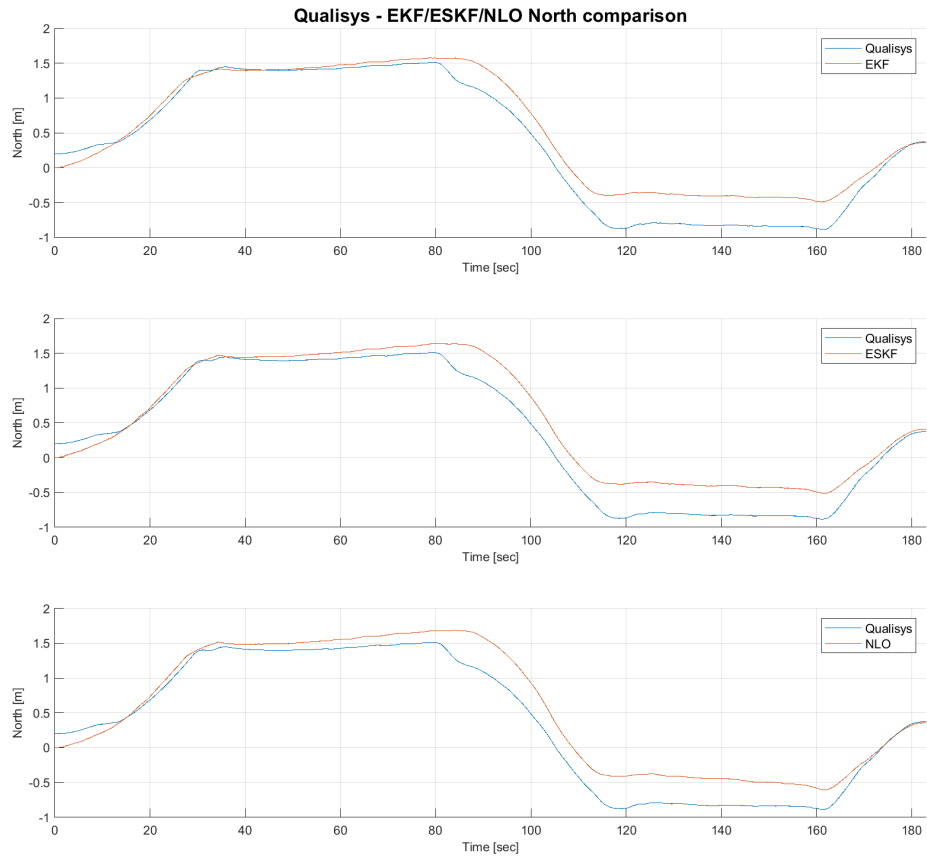 Qualisys - EKF/ESKF/NLO North comparison
2
1.5
1
0.5
0
-0.5
-1
North [m]
Qualisys
EKF
0 20 40 60 80 100 120 140 160 180
Time [sec]
2
1.5
1
0.5
0
-0.5
-1
North [m]
Qualisys
ESKF
0 20 40 60 80 100 120 140 160 180
Time [sec]
2
1.5
1
0.5
0
-0.5
-1
North [m]
Qualisys
NLO
0 20 40 60 80 100 120 140 160 180
Time [sec]